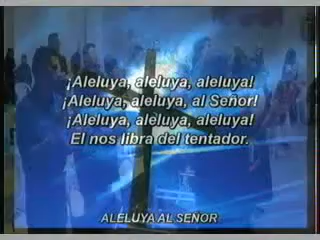 ¡Aleluya, aleluya, aleluya!
¡Aleluya, aleluya, al Señor!
¡Aleluya, aleluya, aleluya!
El nos libra del tentador.
ALELUYA AL SEÑOR